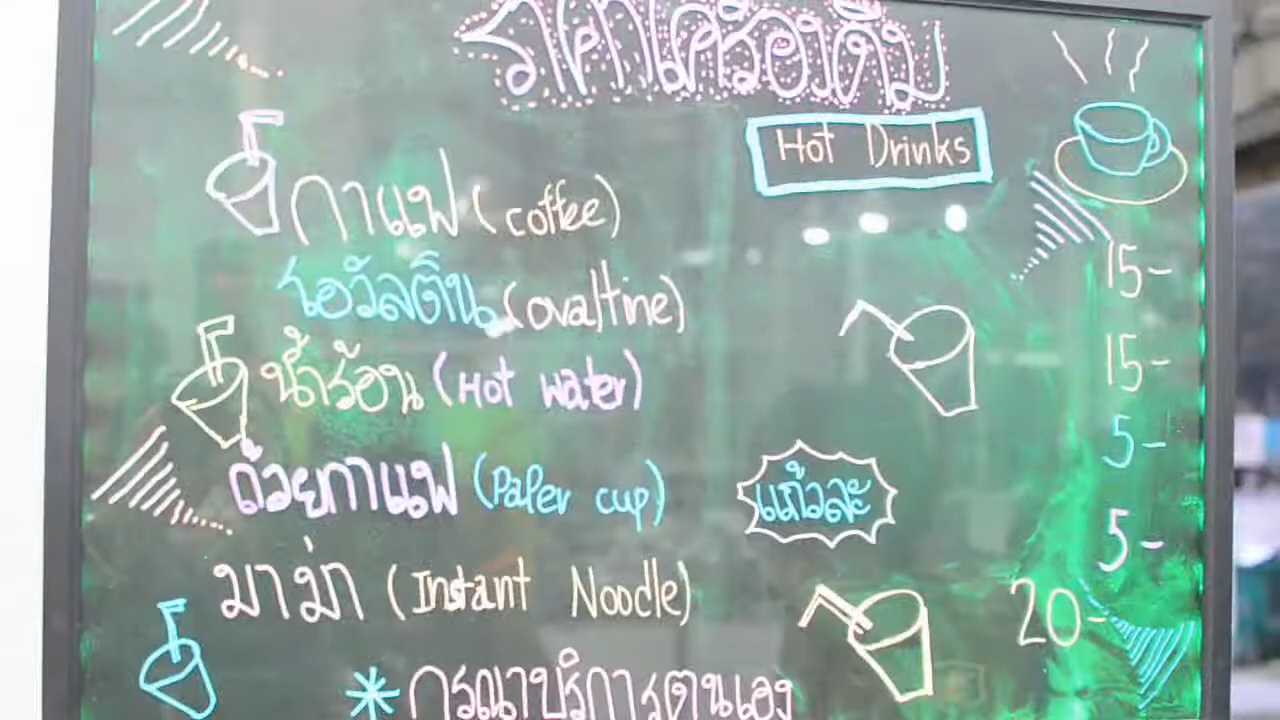 ราคาเครื่องดื่ม
Hot Drinks
กาแฟ (coffee) 15-
โอวัลติน (ovaltine) 15-
น้ำร้อน (Hot water) 5-
ถ้วยกาแฟ (Paper cup) แก้วละ 5-
มาม่า (Instant Noodle) 20-
* กรุณาบริการตนเอง